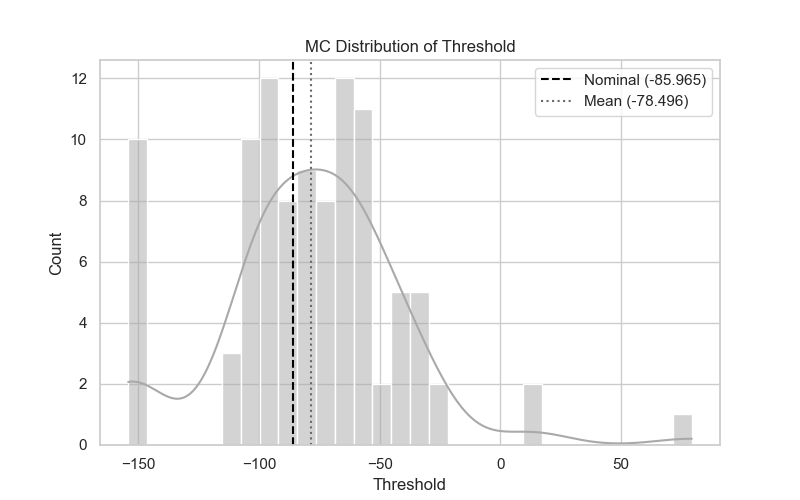 MC Distribution of Threshold
Nominal (-85.965)
Mean (-78.496)
Count
12
10
8
6
4
2
0
−150
−100
−50
0
50
Threshold